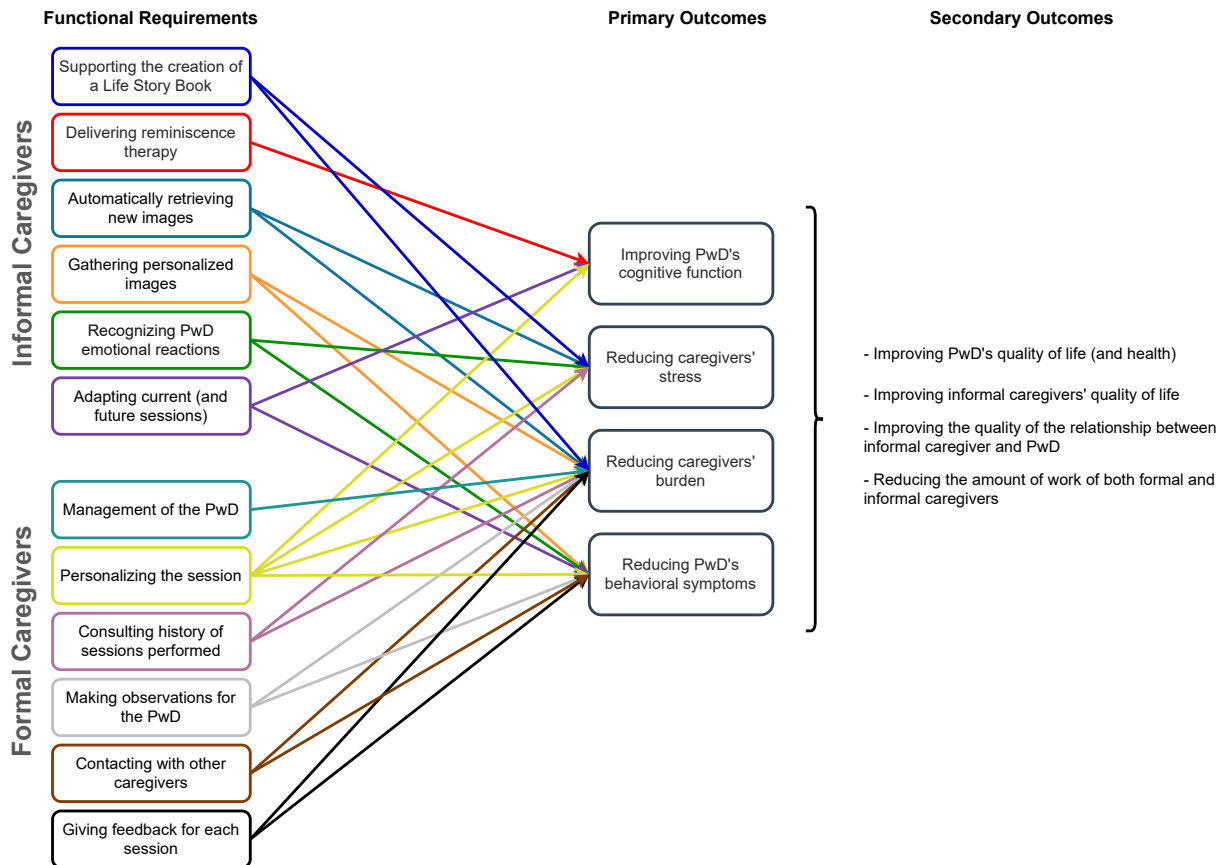 Functional Requirements
Primary Outcomes
Secondary Outcomes
Informal Caregivers
Supporting the creation of
a Life Story Book
Delivering reminiscence
therapy
Automatically retrieving
new images
Gathering personalized
images
Recognizing PwD
emotional reactions
Adapting current (and
future sessions)
Formal Caregivers
Management of the PwD
Personalizing the session
Consulting history of
sessions performed
Making observations for
the PwD
Contacting with other
caregivers
Giving feedback for each
session
Improving PwD's
cognitive function
Reducing caregivers'
stress
Reducing caregivers'
burden
Reducing PwD's
behavioral symptoms
- Improving PwD's quality of life (and health)
- Improving informal caregivers' quality of life
- Improving the quality of the relationship between
informal caregiver and PwD
- Reducing the amount of work of both formal and
informal caregivers